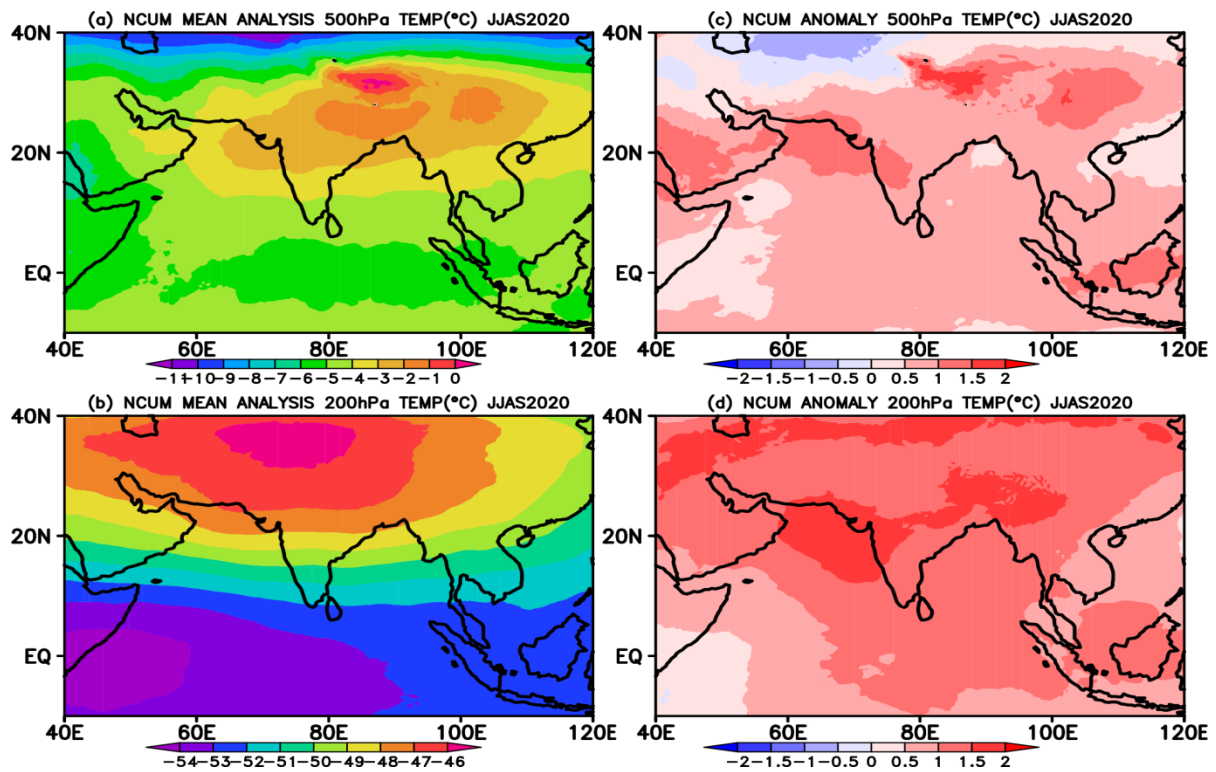 (a) NCUM MEAN ANALYSIS 500hPa TEMP(°C) JJAS2020
40N
20N
EQ
40E 60E 80E 100E 120E
-11 -10 -9 -8 -7 -6 -5 -4 -3 -2 -1 0
(c) NCUM ANOMALY 500hPa TEMP(°C) JJAS2020
40N
20N
EQ
40E 60E 80E 100E 120E
-2 -1.5 -1 -0.5 0 0.5 1 1.5 2
(b) NCUM MEAN ANALYSIS 200hPa TEMP(°C) JJAS2020
40N
20N
EQ
40E 60E 80E 100E 120E
-54 -53 -52 -51 -50 -49 -48 -47 -46
(d) NCUM ANOMALY 200hPa TEMP(°C) JJAS2020
40N
20N
EQ
40E 60E 80E 100E 120E
-2 -1.5 -1 -0.5 0 0.5 1 1.5 2